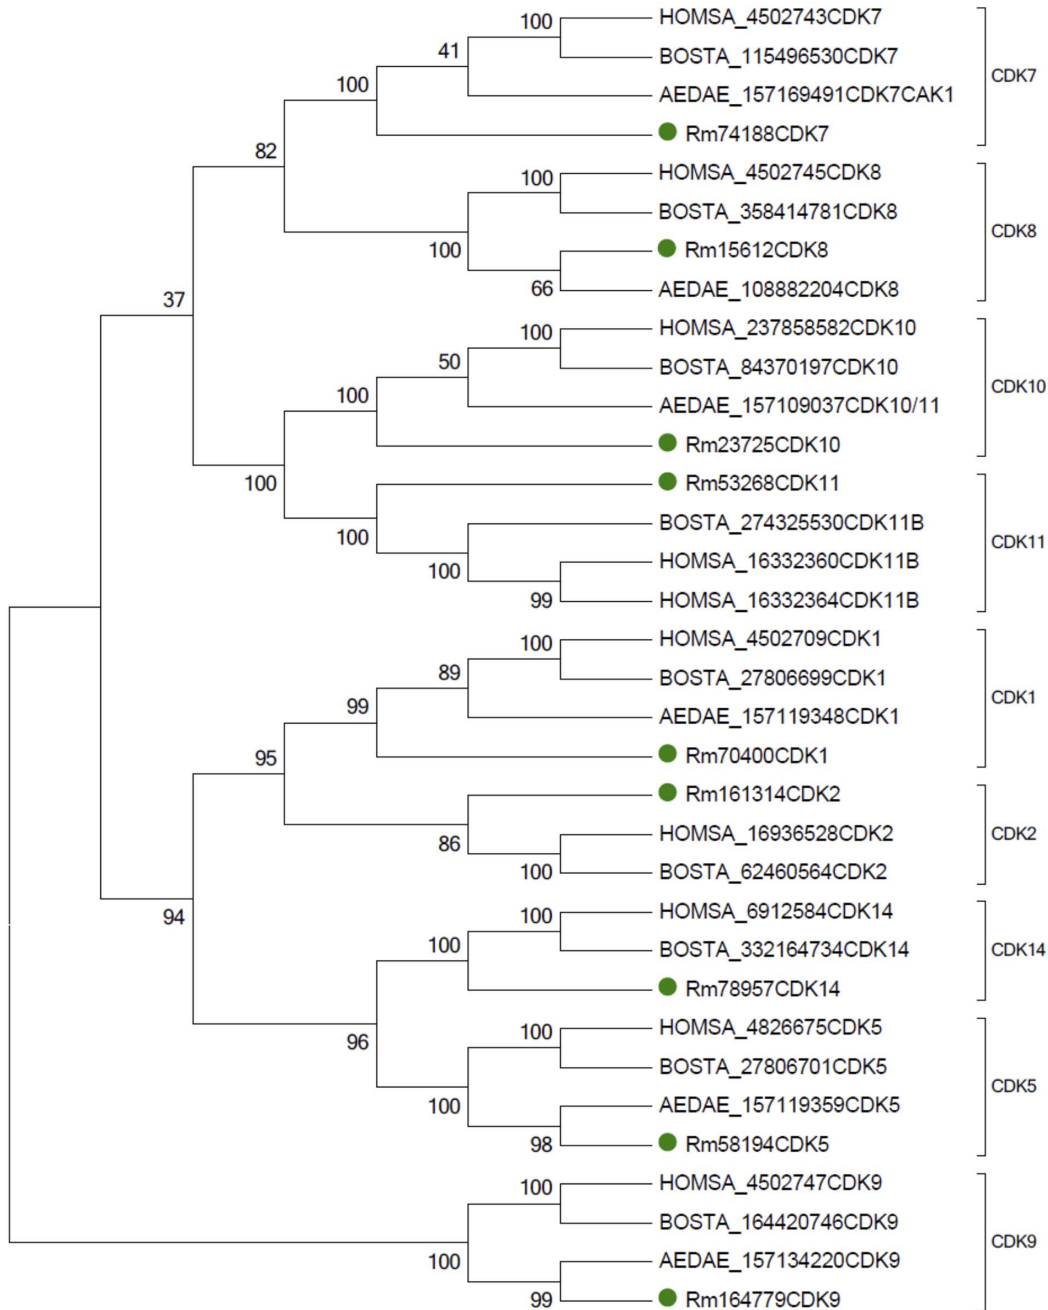 100
HOMSA_4502743CDK7
41
BOSTA_115496530CDK7
100
AEDAE_157169491CDK7CAK1
CDK7
82
Rm74188CDK7
100
HOMSA_4502745CDK8
BOSTA_358414781CDK8
100
Rm15612CDK8
CDK8
66
AEDAE_108882204CDK8
37
100
HOMSA_237858582CDK10
50
BOSTA_84370197CDK10
100
AEDAE_157109037CDK10/11
CDK10
Rm23725CDK10
100
Rm53268CDK11
100
BOSTA_274325530CDK11B
100
HOMSA_16332360CDK11B
CDK11
99
HOMSA_16332364CDK11B
100
HOMSA_4502709CDK1
89
BOSTA_27806699CDK1
99
AEDAE_157119348CDK1
CDK1
95
Rm70400CDK1
Rm161314CDK2
86
HOMSA_16936528CDK2
CDK2
100
BOSTA_62460564CDK2
94
100
HOMSA_6912584CDK14
100
BOSTA_332164734CDK14
CDK14
Rm78957CDK14
96
100
HOMSA_4826675CDK5
BOSTA_27806701CDK5
100
AEDAE_157119359CDK5
CDK5
98
Rm58194CDK5
100
HOMSA_4502747CDK9
BOSTA_164420746CDK9
100
AEDAE_157134220CDK9
CDK9
99
Rm164779CDK9